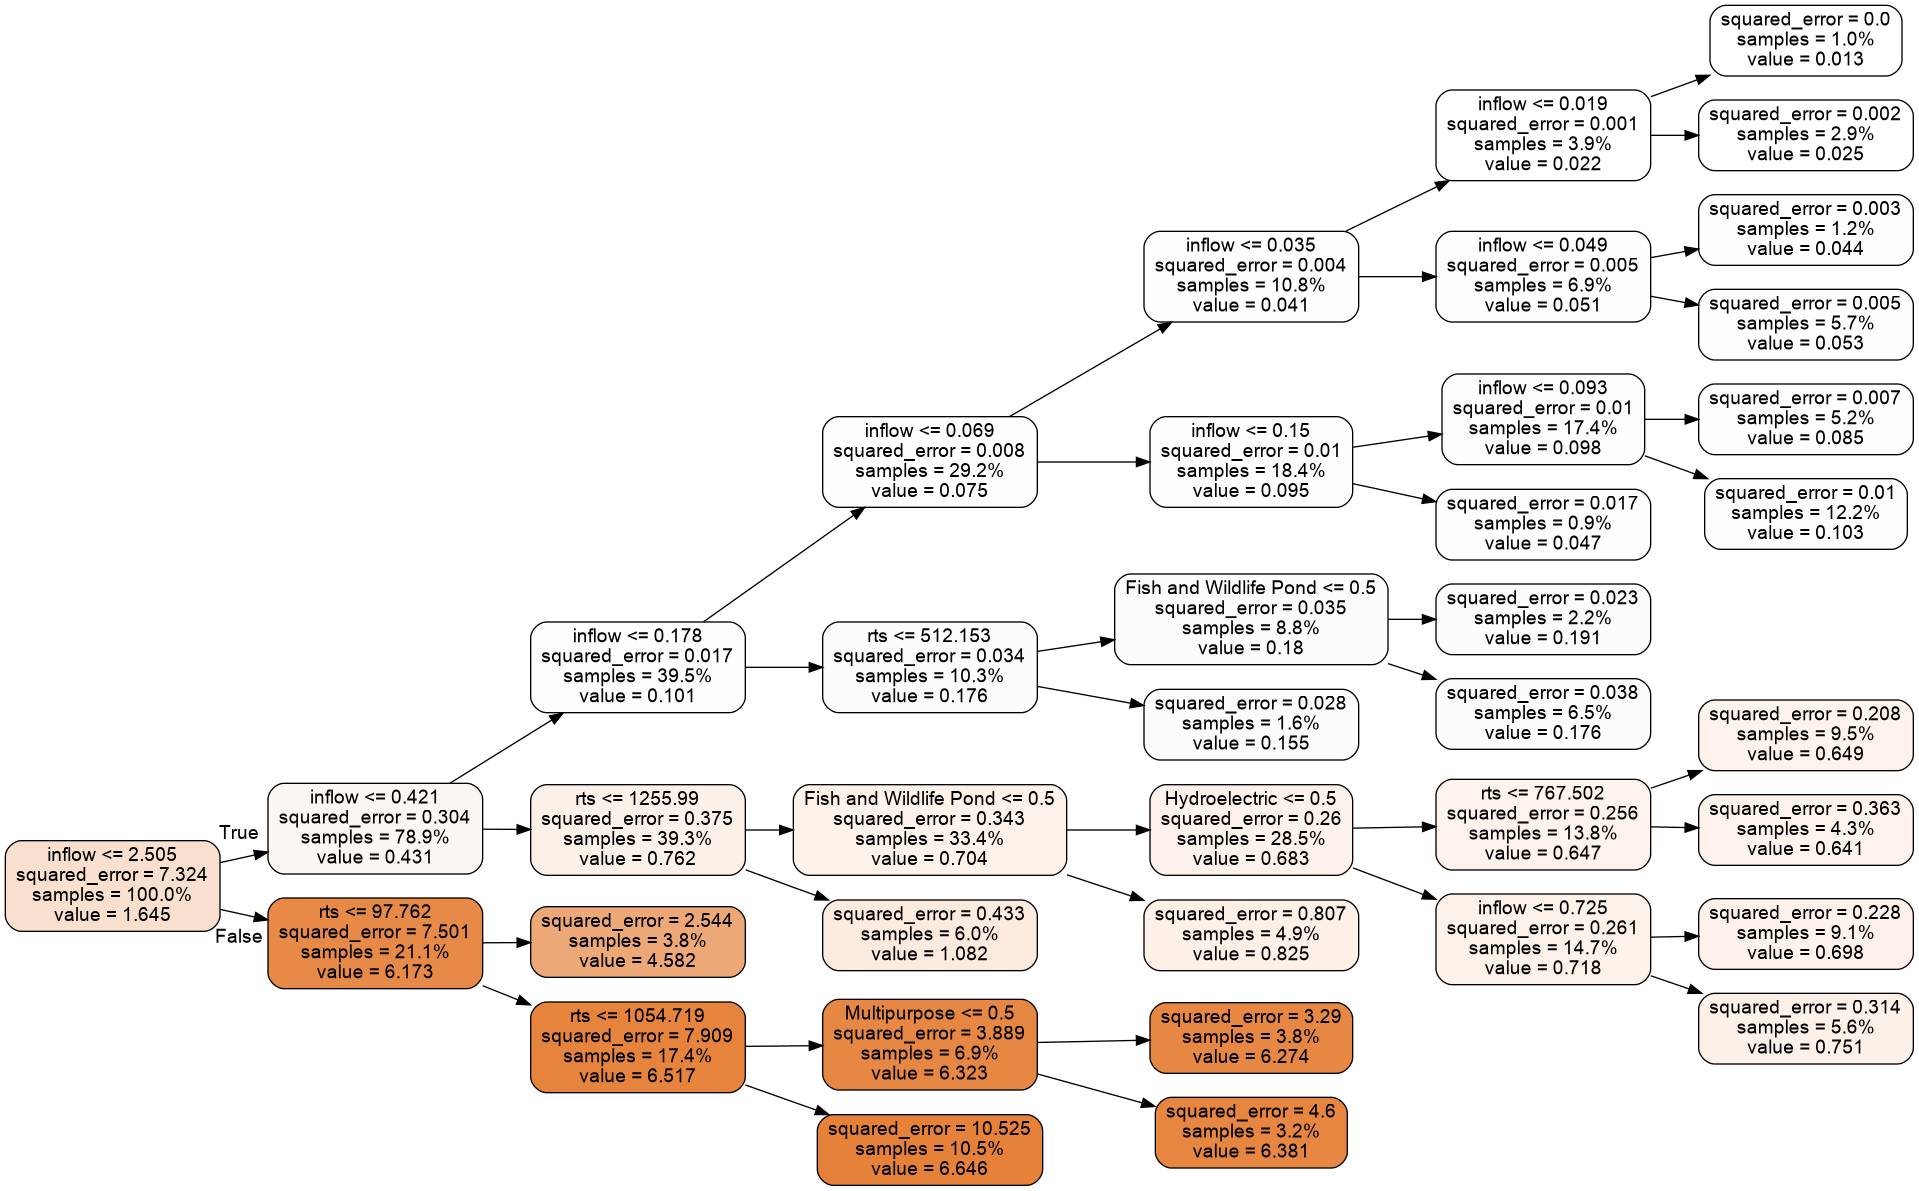 squared_error = 0.0
samples = 1.0%
value = 0.013
inflow <= 0.019
squared_error = 0.001
samples = 3.9%
value = 0.022
squared_error = 0.002
samples = 2.9%
value = 0.025
squared_error = 0.003
samples = 1.2%
value = 0.044
inflow <= 0.035
squared_error = 0.004
samples = 10.8%
value = 0.041
inflow <= 0.049
squared_error = 0.005
samples = 6.9%
value = 0.051
squared_error = 0.005
samples = 5.7%
value = 0.053
inflow <= 0.093
squared_error = 0.01
samples = 17.4%
value = 0.098
squared_error = 0.007
samples = 5.2%
value = 0.085
inflow <= 0.069
squared_error = 0.008
samples = 29.2%
value = 0.075
inflow <= 0.15
squared_error = 0.01
samples = 18.4%
value = 0.095
squared_error = 0.01
samples = 12.2%
value = 0.103
squared_error = 0.017
samples = 0.9%
value = 0.047
Fish and Wildlife Pond <= 0.5
squared_error = 0.035
samples = 8.8%
value = 0.18
squared_error = 0.023
samples = 2.2%
value = 0.191
inflow <= 0.178
squared_error = 0.017
samples = 39.5%
value = 0.101
rts <= 512.153
squared_error = 0.034
samples = 10.3%
value = 0.176
squared_error = 0.028
samples = 1.6%
value = 0.155
squared_error = 0.038
samples = 6.5%
value = 0.176
squared_error = 0.208
samples = 9.5%
value = 0.649
inflow <= 0.421
squared_error = 0.304
samples = 78.9%
value = 0.431
rts <= 1255.99
squared_error = 0.375
samples = 39.3%
value = 0.762
Fish and Wildlife Pond <= 0.5
squared_error = 0.343
samples = 33.4%
value = 0.704
Hydroelectric <= 0.5
squared_error = 0.26
samples = 28.5%
value = 0.683
rts <= 767.502
squared_error = 0.256
samples = 13.8%
value = 0.647
squared_error = 0.363
samples = 4.3%
value = 0.641
True
inflow <= 2.505
squared_error = 7.324
samples = 100.0%
value = 1.645
False
rts <= 97.762
squared_error = 7.501
samples = 21.1%
value = 6.173
squared_error = 2.544
samples = 3.8%
value = 4.582
squared_error = 0.433
samples = 6.0%
value = 1.082
squared_error = 0.807
samples = 4.9%
value = 0.825
inflow <= 0.725
squared_error = 0.261
samples = 14.7%
value = 0.718
squared_error = 0.228
samples = 9.1%
value = 0.698
squared_error = 0.314
samples = 5.6%
value = 0.751
rts <= 1054.719
squared_error = 7.909
samples = 17.4%
value = 6.517
Multipurpose <= 0.5
squared_error = 3.889
samples = 6.9%
value = 6.323
squared_error = 3.29
samples = 3.8%
value = 6.274
squared_error = 4.6
samples = 3.2%
value = 6.381
squared_error = 10.525
samples = 10.5%
value = 6.646